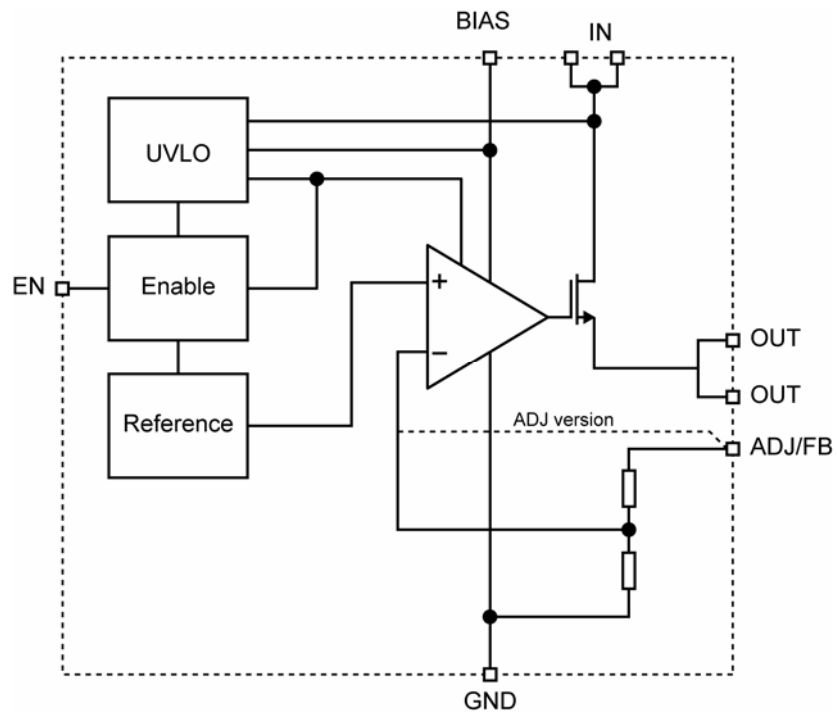 BIAS
IN
UVLO
EN
Enable
+
−
OUT
Reference
OUT
ADJ version
ADJ/FB
GND